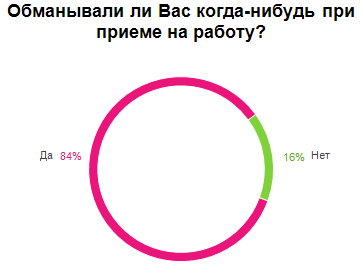 Обманывали ли Вас когда-нибудь при
приеме на работу?
Да 84%
16% Нет